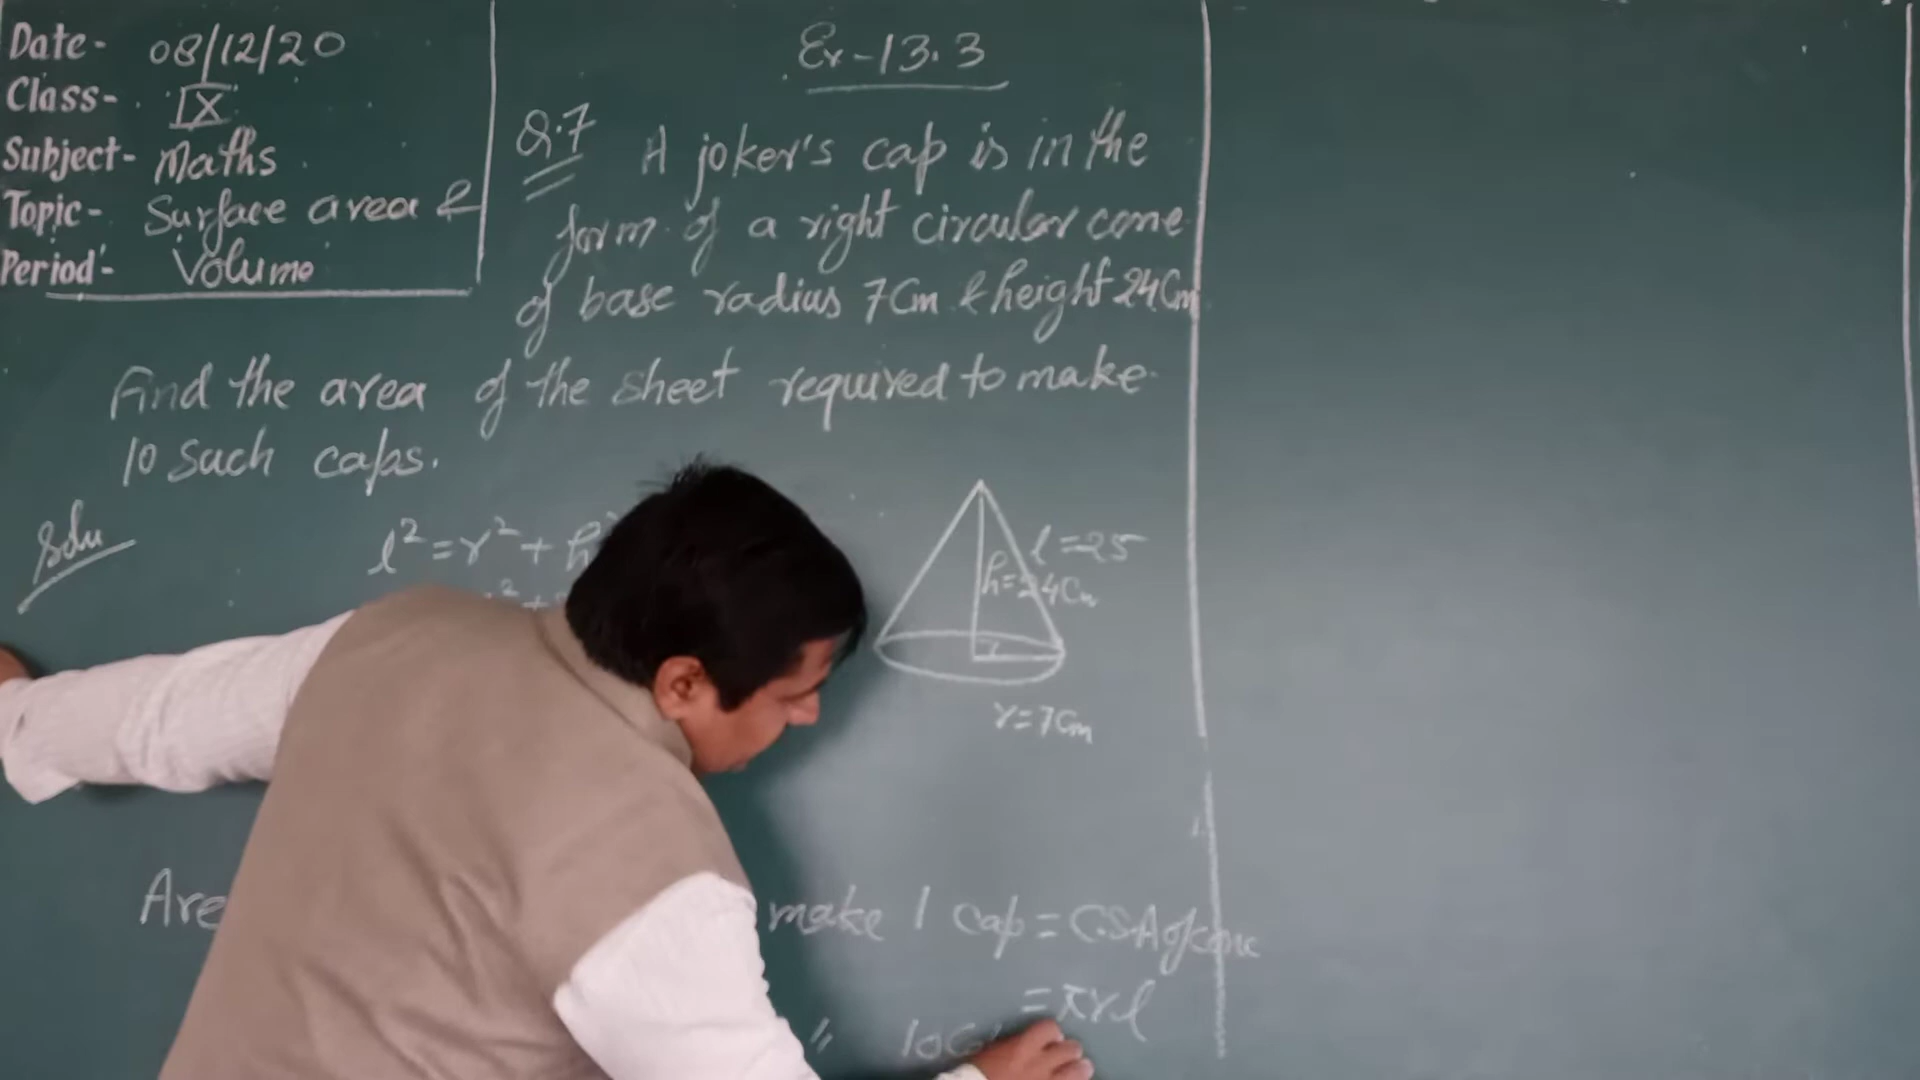 Date- 08/12/20
Class- IX
Subject- Maths
Topic- Surface area &
Period- Volume
Ex-13.3
Q.7 A joker's cap is in the
form of a right circular cone
of base radius 7cm & height 24cm
Find the area of the sheet required to make
10 such caps.
Solu
l² = r² + h
l=25
h=24cm
r=7cm
make 1 cap = C.S.A of cone
= πrl
" 10